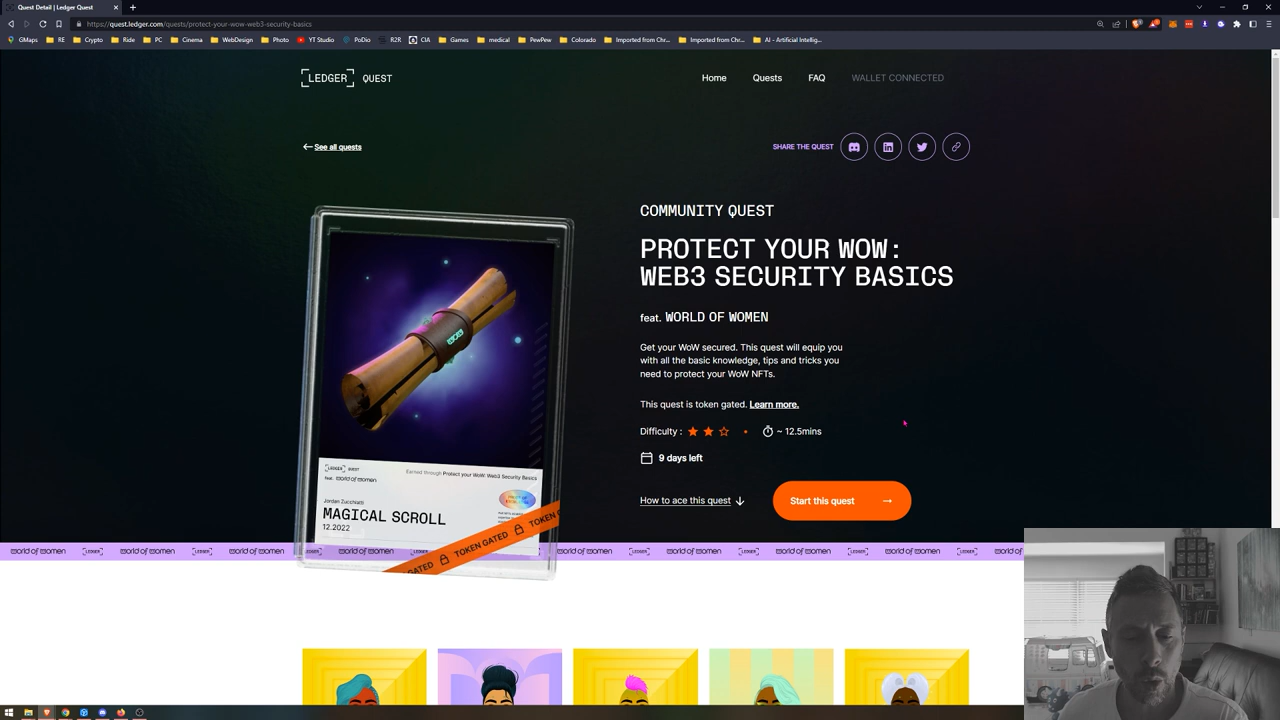 Quest Detail | Ledger Quest
https://quest.ledger.com/quests/protect-your-wow-web3-security-basics
GMaps RE Crypto Ride PC Cinema WebDesign Photo YT Studio PoDio R2R CIA Games medical PewPew Colorado Imported from Chr... Imported from Chr... AI - Artificial Intellig...
LEDGER QUEST
Home Quests FAQ WALLET CONNECTED
See all quests
SHARE THE QUEST
COMMUNITY QUEST
PROTECT YOUR WOW:
WEB3 SECURITY BASICS
feat. WORLD OF WOMEN
Get your WoW secured. This quest will equip you
with all the basic knowledge, tips and tricks you
need to protect your WoW NFTs.
This quest is token gated. Learn more.
Difficulty : • ~ 12.5mins
9 days left
How to ace this quest Start this quest
LEDGER QUEST
Earned through Protect your WoW: Web3 Security Basics
feat. world of women
Jordan Zucchiatti
MAGICAL SCROLL
12.2022
GATED TOKEN GATED TOKEN
world of women LEDGER world of women LEDGER world of women LEDGER world of women LEDGER world of women LEDGER world of women LEDGER world of women LEDGER world of women LEDGER